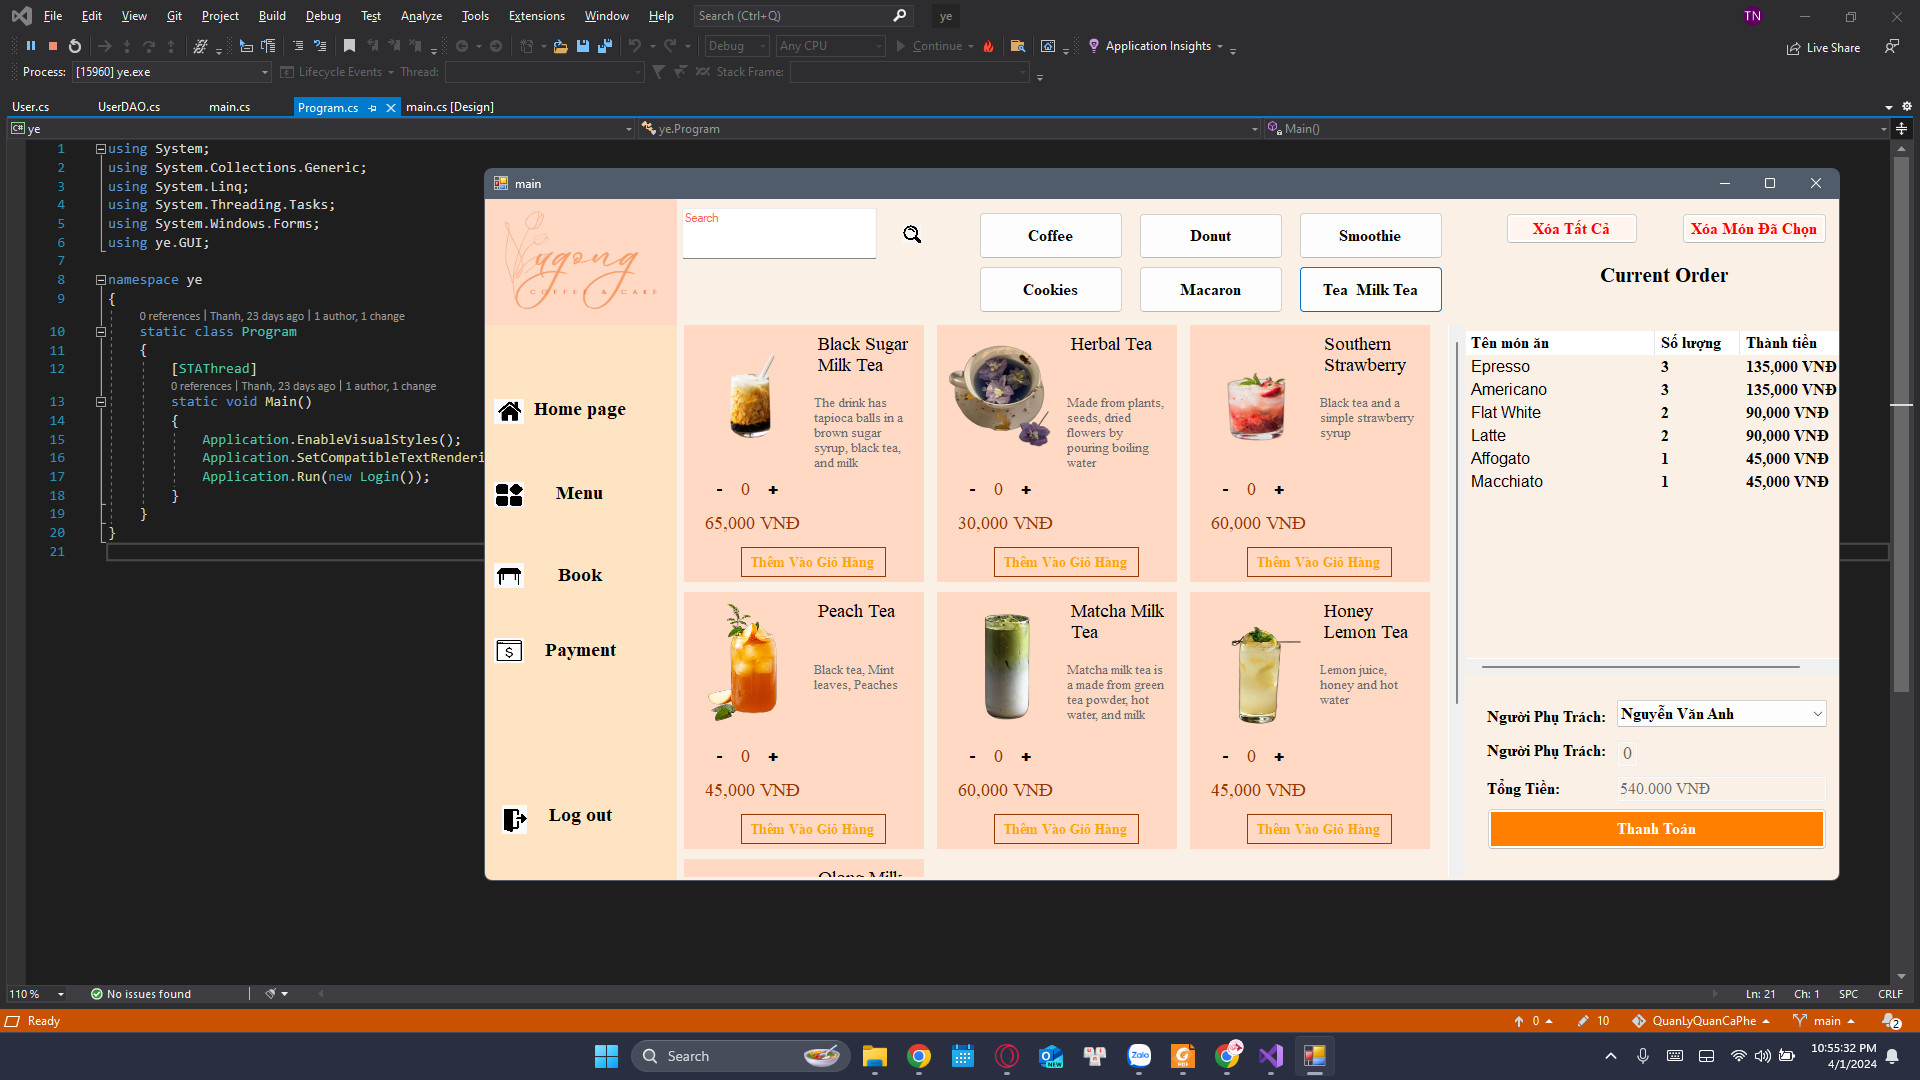 File Edit View Git Project Build Debug Test Analyze Tools Extensions Window Help Search (Ctrl+Q) ye TN
Debug Any CPU Continue Application Insights Live Share
Process: [15960] ye.exe Lifecycle Events Thread: Stack Frame:
User.cs UserDAO.cs main.cs Program.cs main.cs [Design]
C# ye ye.Program Main()
1 using System;
2 using System.Collections.Generic;
3 using System.Linq;
4 using System.Threading.Tasks;
5 using System.Windows.Forms;
6 using ye.GUI;
7
8 namespace ye
9 {
0 references | Thanh, 23 days ago | 1 author, 1 change
10 static class Program
11 {
12 [STAThread]
0 references | Thanh, 23 days ago | 1 author, 1 change
13 static void Main()
14 {
15 Application.EnableVisualStyles();
16 Application.SetCompatibleTextRenderi
17 Application.Run(new Login());
18 }
19 }
20 }
21
main
Yugong
COFFEE & CAKE
Home page
Menu
Book
Payment
Log out
Search
Coffee Donut Smoothie
Cookies Macaron Tea Milk Tea
Black Sugar
Milk Tea
The drink has
tapioca balls in a
brown sugar
syrup, black tea,
and milk
- 0 +
65,000 VNĐ
Thêm Vào Giỏ Hàng
Herbal Tea
Made from plants,
seeds, dried
flowers by
pouring boiling
water
- 0 +
30,000 VNĐ
Thêm Vào Giỏ Hàng
Southern
Strawberry
Black tea and a
simple strawberry
syrup
- 0 +
60,000 VNĐ
Thêm Vào Giỏ Hàng
Peach Tea
Black tea, Mint
leaves, Peaches
- 0 +
45,000 VNĐ
Thêm Vào Giỏ Hàng
Matcha Milk
Tea
Matcha milk tea is
a made from green
tea powder, hot
water, and milk
- 0 +
60,000 VNĐ
Thêm Vào Giỏ Hàng
Honey
Lemon Tea
Lemon juice,
honey and hot
water
- 0 +
45,000 VNĐ
Thêm Vào Giỏ Hàng
Olong Milk
Xóa Tất Cả Xóa Món Đã Chọn
Current Order
Tên món ăn Số lượng Thành tiền
Epresso 3 135,000 VNĐ
Americano 3 135,000 VNĐ
Flat White 2 90,000 VNĐ
Latte 2 90,000 VNĐ
Affogato 1 45,000 VNĐ
Macchiato 1 45,000 VNĐ
Người Phụ Trách: Nguyễn Văn Anh
Người Phụ Trách: 0
Tổng Tiền: 540.000 VNĐ
Thanh Toán
110 % No issues found Ln: 21 Ch: 1 SPC CRLF
Ready 0 10 QuanLyQuanCaPhe main 2
Search
NEW
Zalo
PDF
10:55:32 PM
4/1/2024